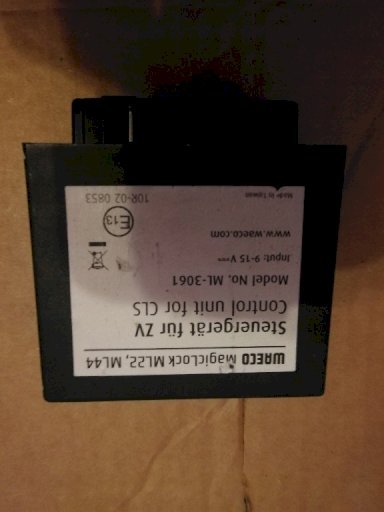 WAECO MagicLock ML22, ML44
Steuergerät für ZV
Control unit for CLS
Model No. ML-3061
Input: 9-15 V
www.waeco.com
E13
10R-02 0853
Made in Taiwan